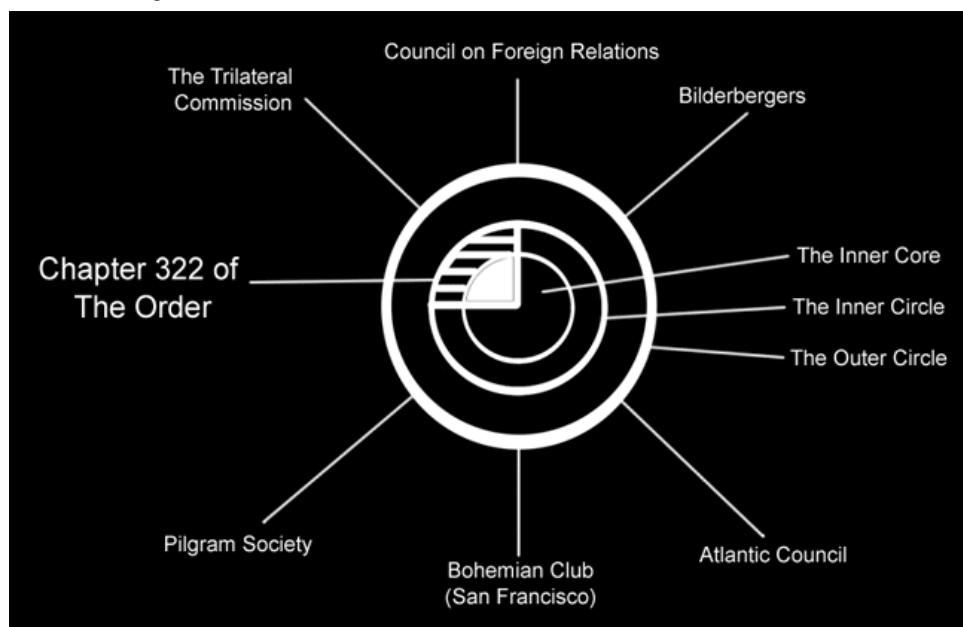 Council on Foreign Relations
The Trilateral
Commission
Bilderbergers
The Inner Core
Chapter 322 of
The Order
The Inner Circle
The Outer Circle
Pilgram Society
Atlantic Council
Bohemian Club
(San Francisco)